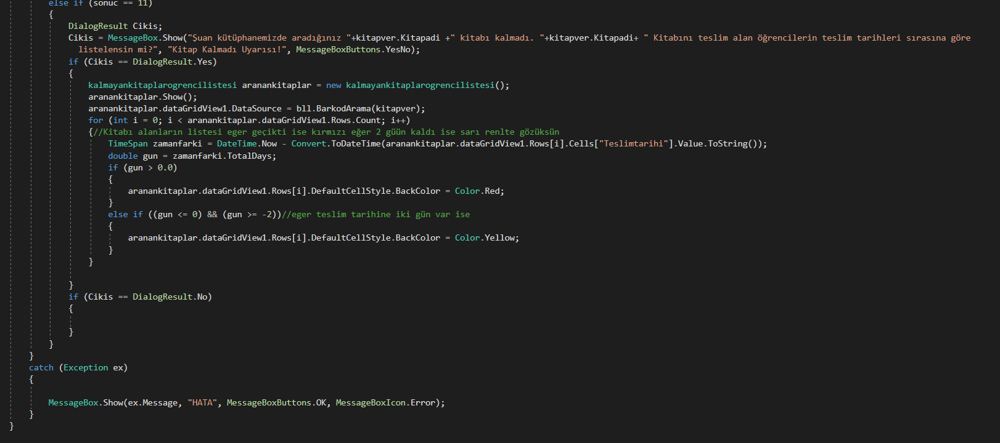 else if (sonuc == 11)
{
DialogResult Cikis;
Cikis = MessageBox.Show("Şuan kütüphanemizde aradığınız "+kitapver.Kitapadi +" kitabı kalmadı. "+kitapver.Kitapadi+ " Kitabını teslim alan öğrencilerin teslim tarihleri sırasına göre
listelensin mi?", "Kitap Kalmadı Uyarısı!", MessageBoxButtons.YesNo);
if (Cikis == DialogResult.Yes)
{
kalmayankitaplarogrencilistesi aranankitaplar = new kalmayankitaplarogrencilistesi();
aranankitaplar.Show();
aranankitaplar.dataGridView1.DataSource = bll.BarkodArama(kitapver);
for (int i = 0; i < aranankitaplar.dataGridView1.Rows.Count; i++)
{//Kitabı alanların listesi eger geçikti ise kırmızı eğer 2 güün kaldı ise sarı renlte gözüksün
TimeSpan zamanfarki = DateTime.Now - Convert.ToDateTime(aranankitaplar.dataGridView1.Rows[i].Cells["Teslimtarihi"].Value.ToString());
double gun = zamanfarki.TotalDays;
if (gun > 0.0)
{
aranankitaplar.dataGridView1.Rows[i].DefaultCellStyle.BackColor = Color.Red;
}
else if ((gun <= 0) && (gun >= -2))//eger teslim tarihine iki gün var ise
{
aranankitaplar.dataGridView1.Rows[i].DefaultCellStyle.BackColor = Color.Yellow;
}
}
}
if (Cikis == DialogResult.No)
{
}
}
}
catch (Exception ex)
{
MessageBox.Show(ex.Message, "HATA", MessageBoxButtons.OK, MessageBoxIcon.Error);
}
}